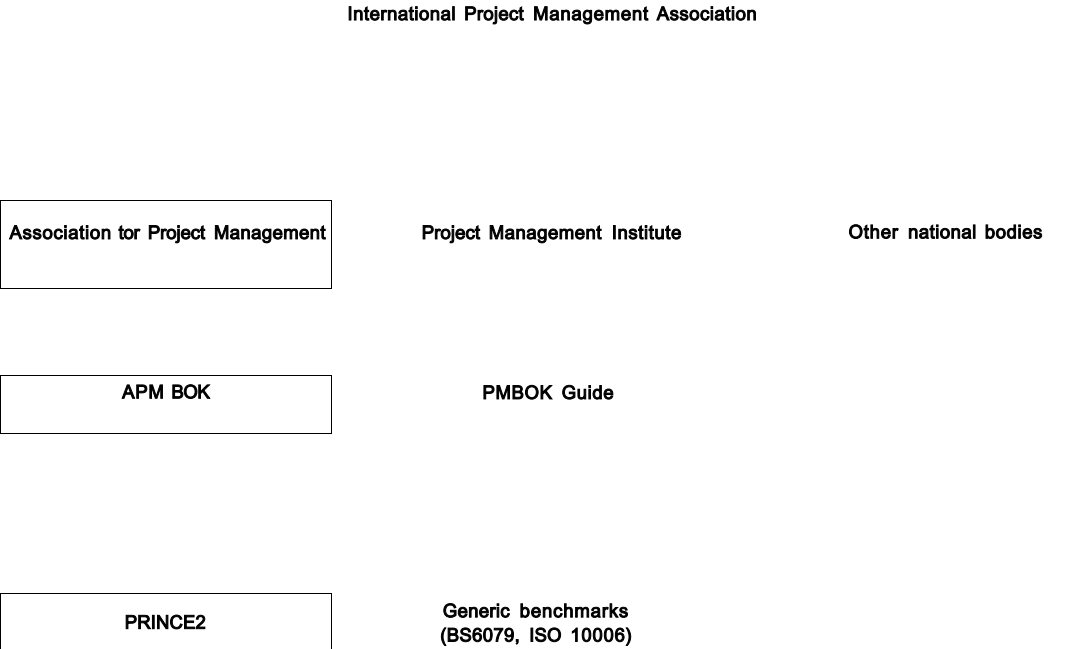 International Project Management Association
Association tor Project Management
Project Management Institute
Other national bodies
APM BOK
PMBOK Guide
PRINCE2
Generic benchmarks
(BS6079, ISO 10006)